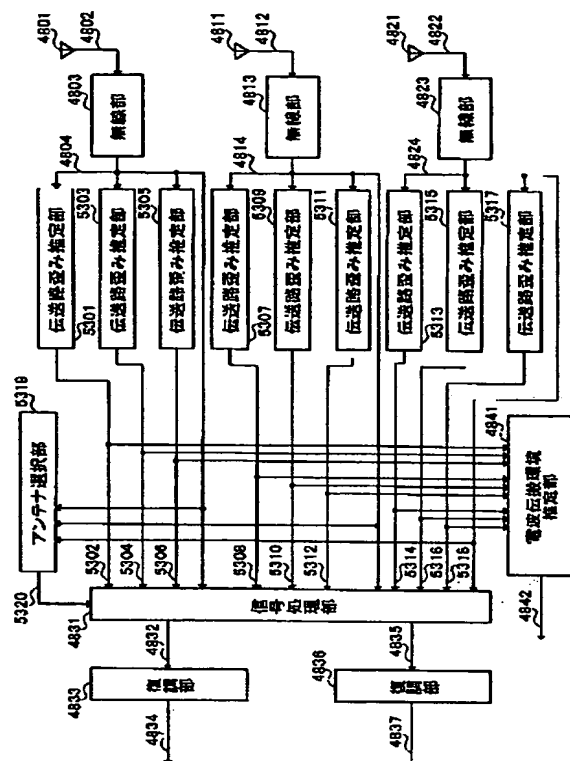 4801
4802
4803
無線部
4804
5301
伝送路歪み推定部
5302
5303
伝送路歪み推定部
5304
5305
伝送路歪み推定部
5306
4811
4812
4813
無線部
4814
5307
伝送路歪み推定部
5308
5309
伝送路歪み推定部
5310
5311
伝送路歪み推定部
5312
4821
4822
4823
無線部
4824
5313
伝送路歪み推定部
5314
5315
伝送路歪み推定部
5316
5317
伝送路歪み推定部
5318
5319
アンテナ選択部
5320
4841
電波伝搬環境
推定部
4842
4831
信号処理部
4832
4833
復調部
4834
4835
4836
復調部
4837